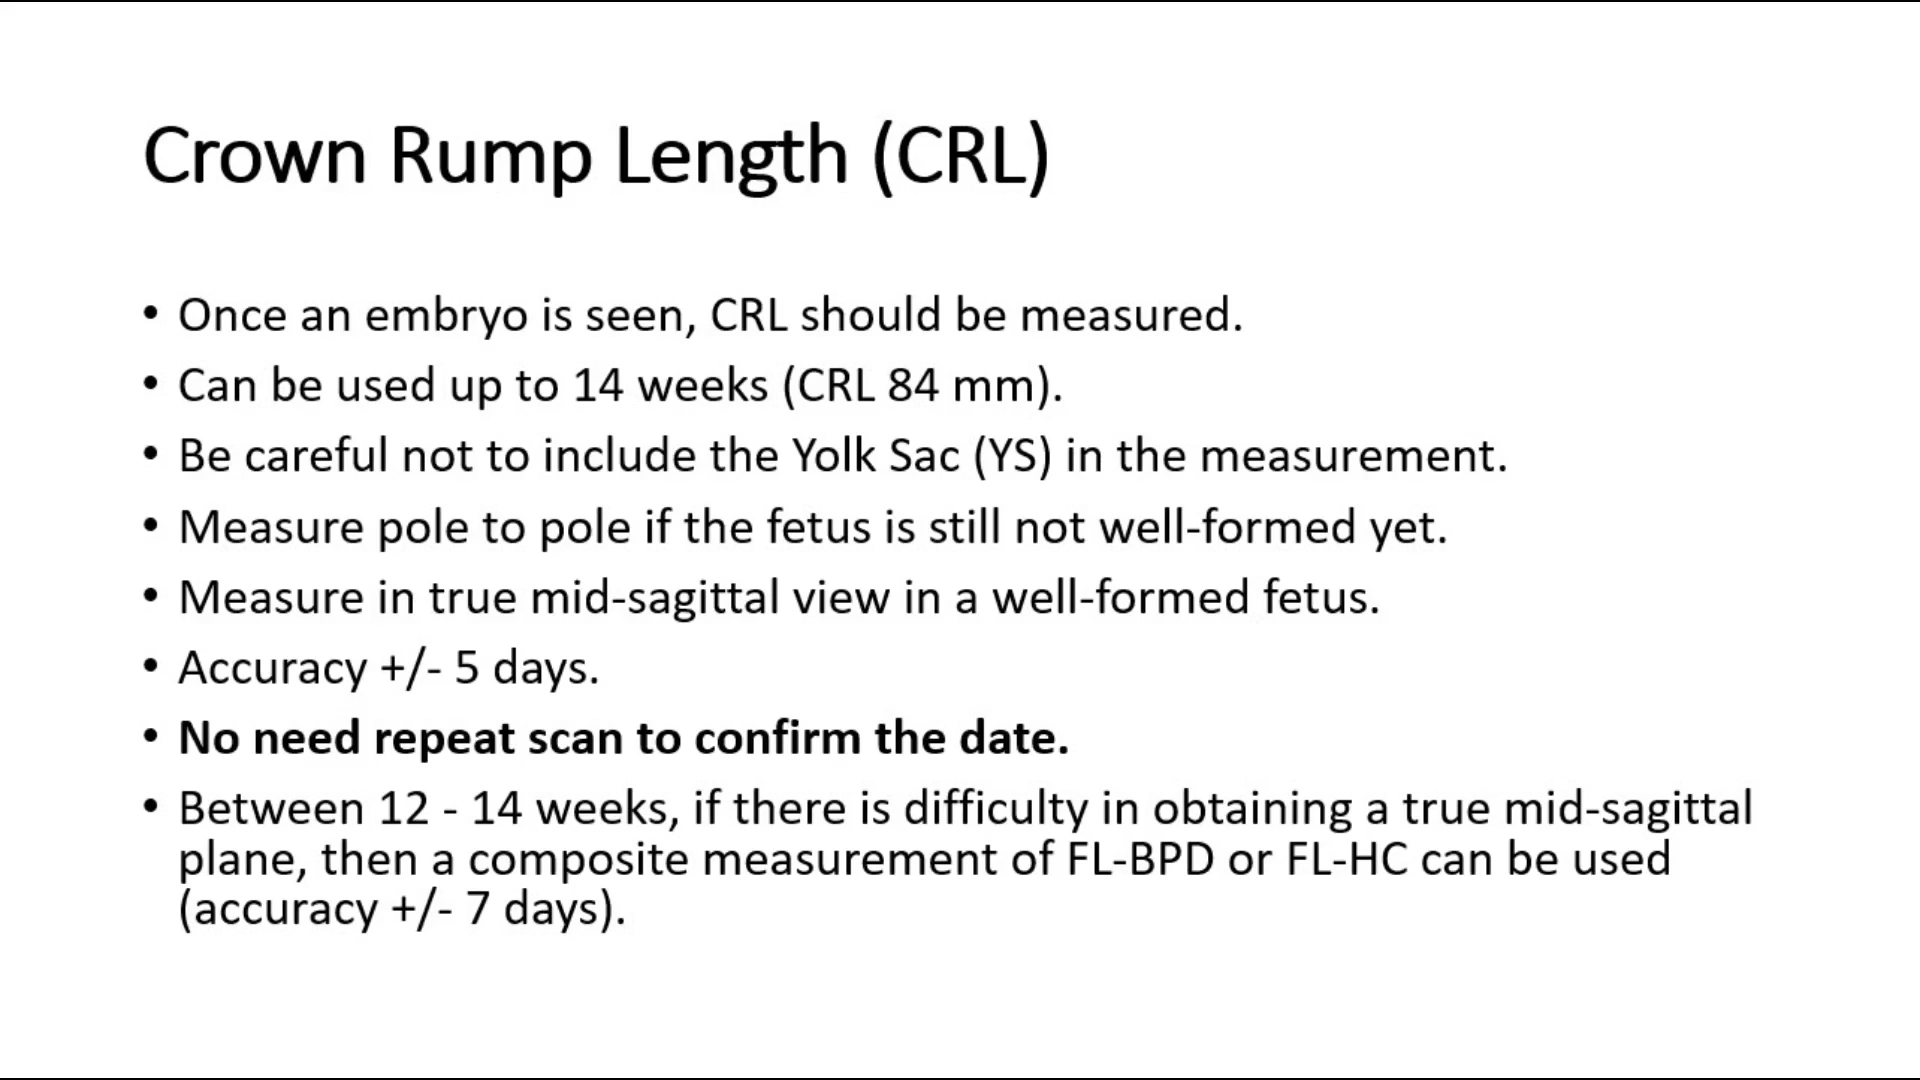 Crown Rump Length (CRL)
• Once an embryo is seen, CRL should be measured.
• Can be used up to 14 weeks (CRL 84 mm).
• Be careful not to include the Yolk Sac (YS) in the measurement.
• Measure pole to pole if the fetus is still not well-formed yet.
• Measure in true mid-sagittal view in a well-formed fetus.
• Accuracy +/- 5 days.
• No need repeat scan to confirm the date.
• Between 12 - 14 weeks, if there is difficulty in obtaining a true mid-sagittal
plane, then a composite measurement of FL-BPD or FL-HC can be used
(accuracy +/- 7 days).